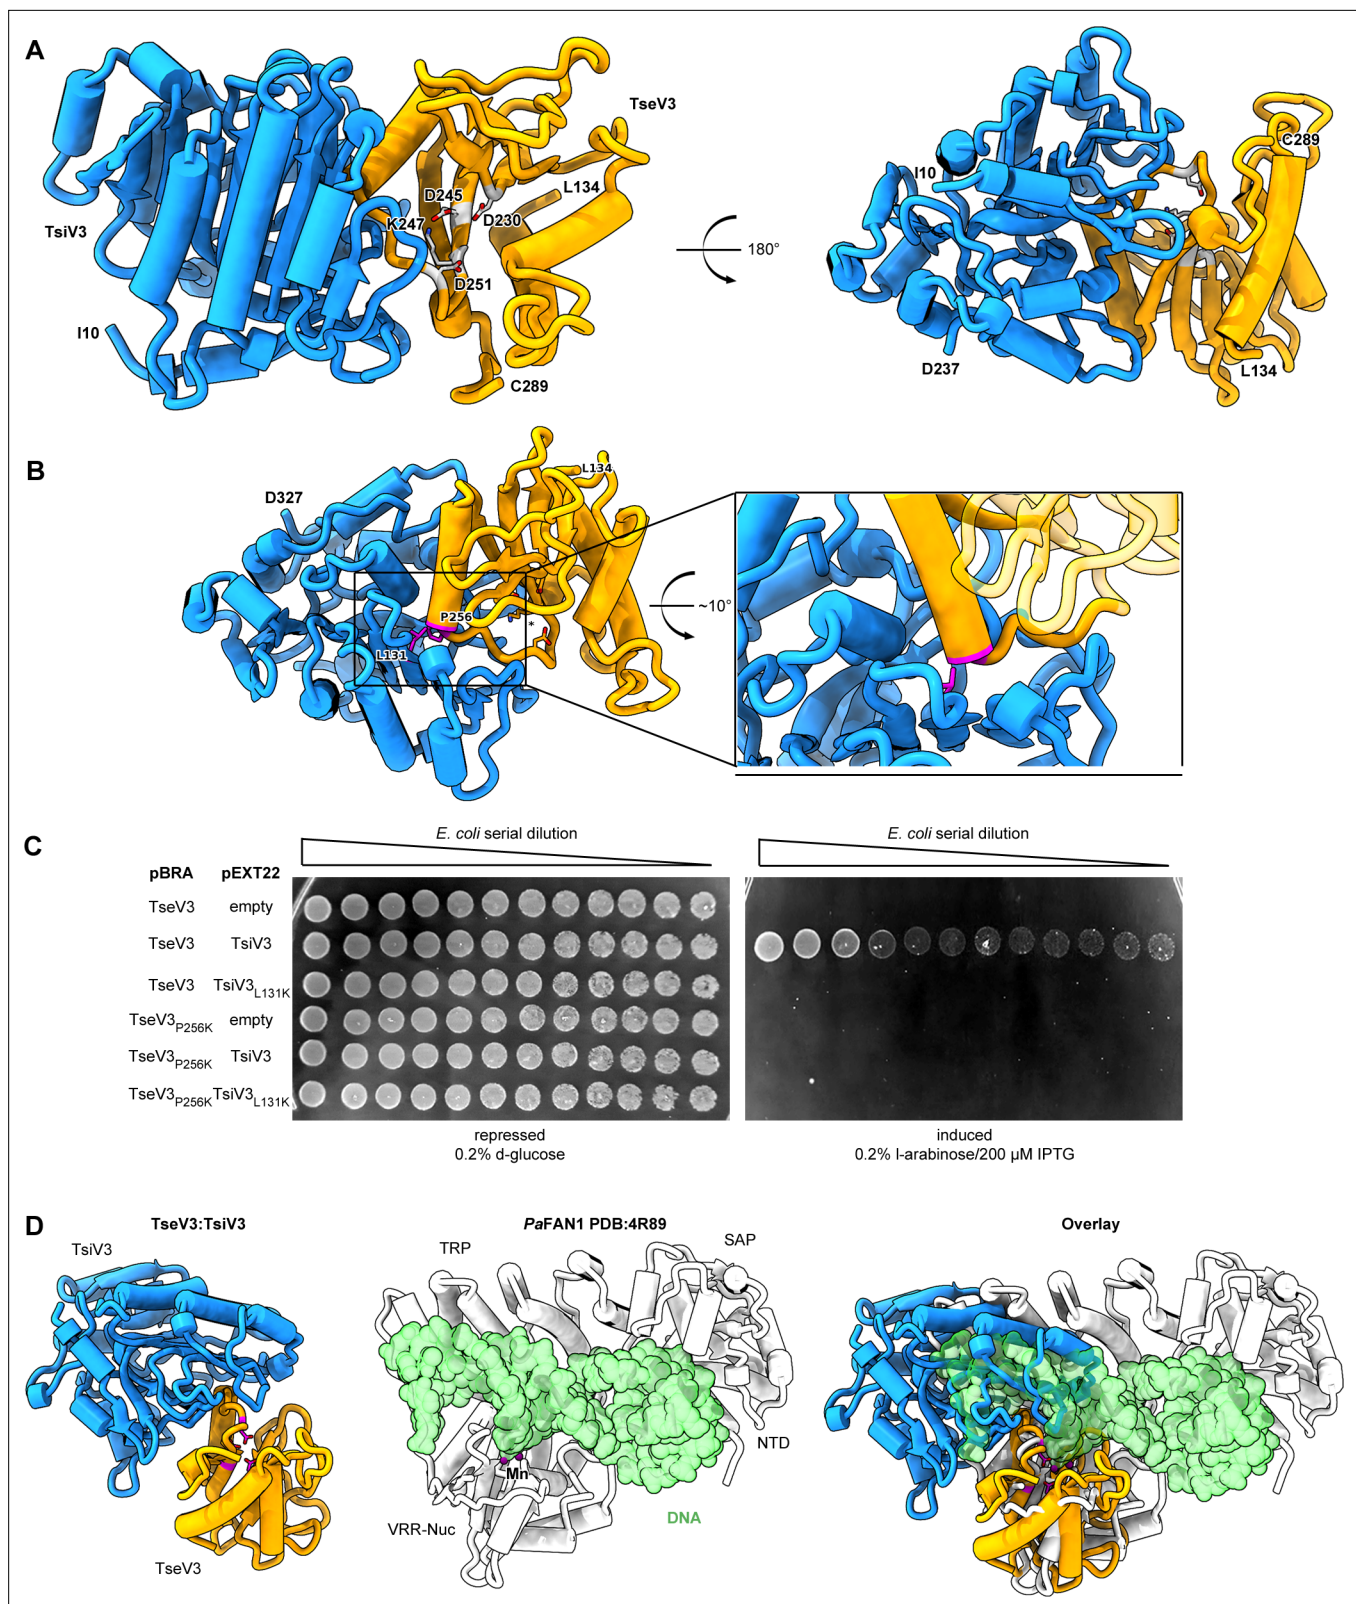 A
TseV3
C289
I10
L134
D245
K247
D230
L134
D251
TsiV3
180°
I10
C289
D237
L134
B
L134
D327
P256
L131
*
~10°
C
E. coli serial dilution
E. coli serial dilution
pBRA pEXT22
TseV3 empty
TseV3 TsiV3
TseV3 TsiV3L131K
TseV3P256K empty
TseV3P256K TsiV3
TseV3P256K TsiV3L131K
repressed
0.2% d-glucose
induced
0.2% l-arabinose/200 µM IPTG
D
TseV3:TsiV3
PaFAN1 PDB:4R89
Overlay
TsiV3
TRP
SAP
NTD
Mn
DNA
VRR-Nuc
TseV3